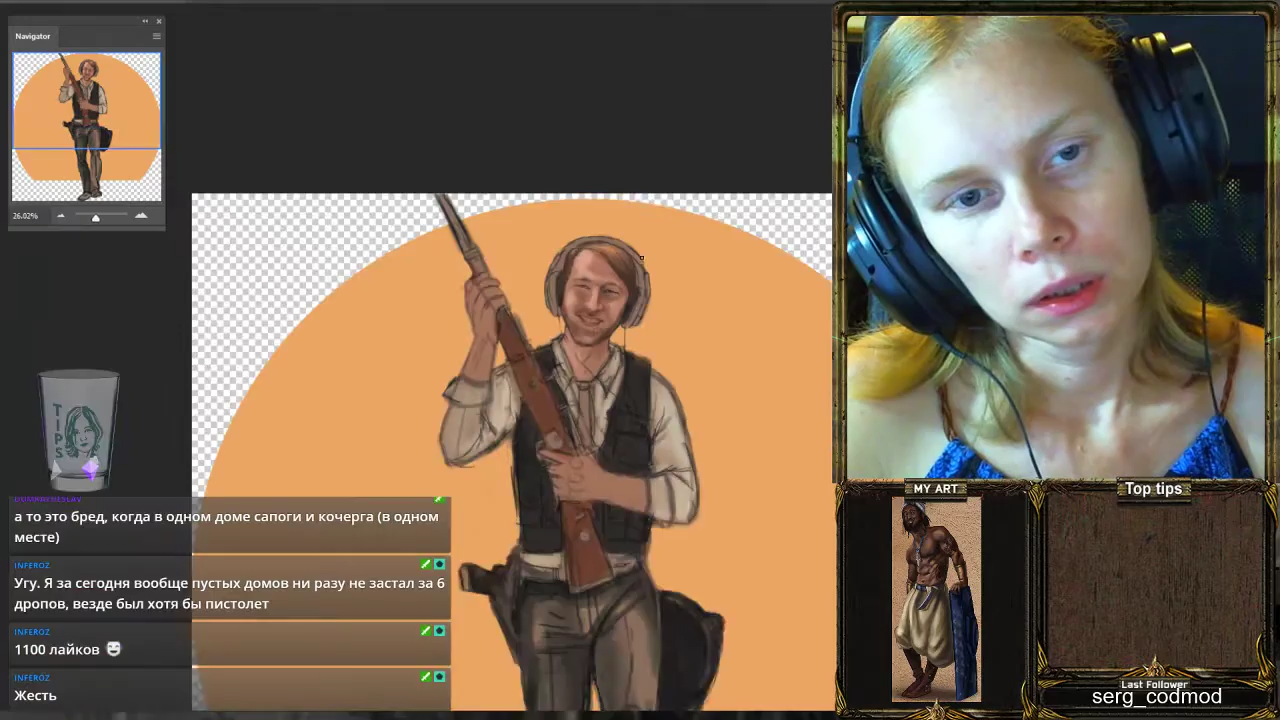 Navigator
26.02%
TIPS
а то это бред, когда в одном доме сапоги и кочерга (в одном
месте)
INFEROZ
Угу. Я за сегодня вообще пустых домов ни разу не застал за 6
дропов, везде был хотя бы пистолет
INFEROZ
1100 лайков
INFEROZ
Жесть
MY ART
Top tips
Last Follower
serg_codmod